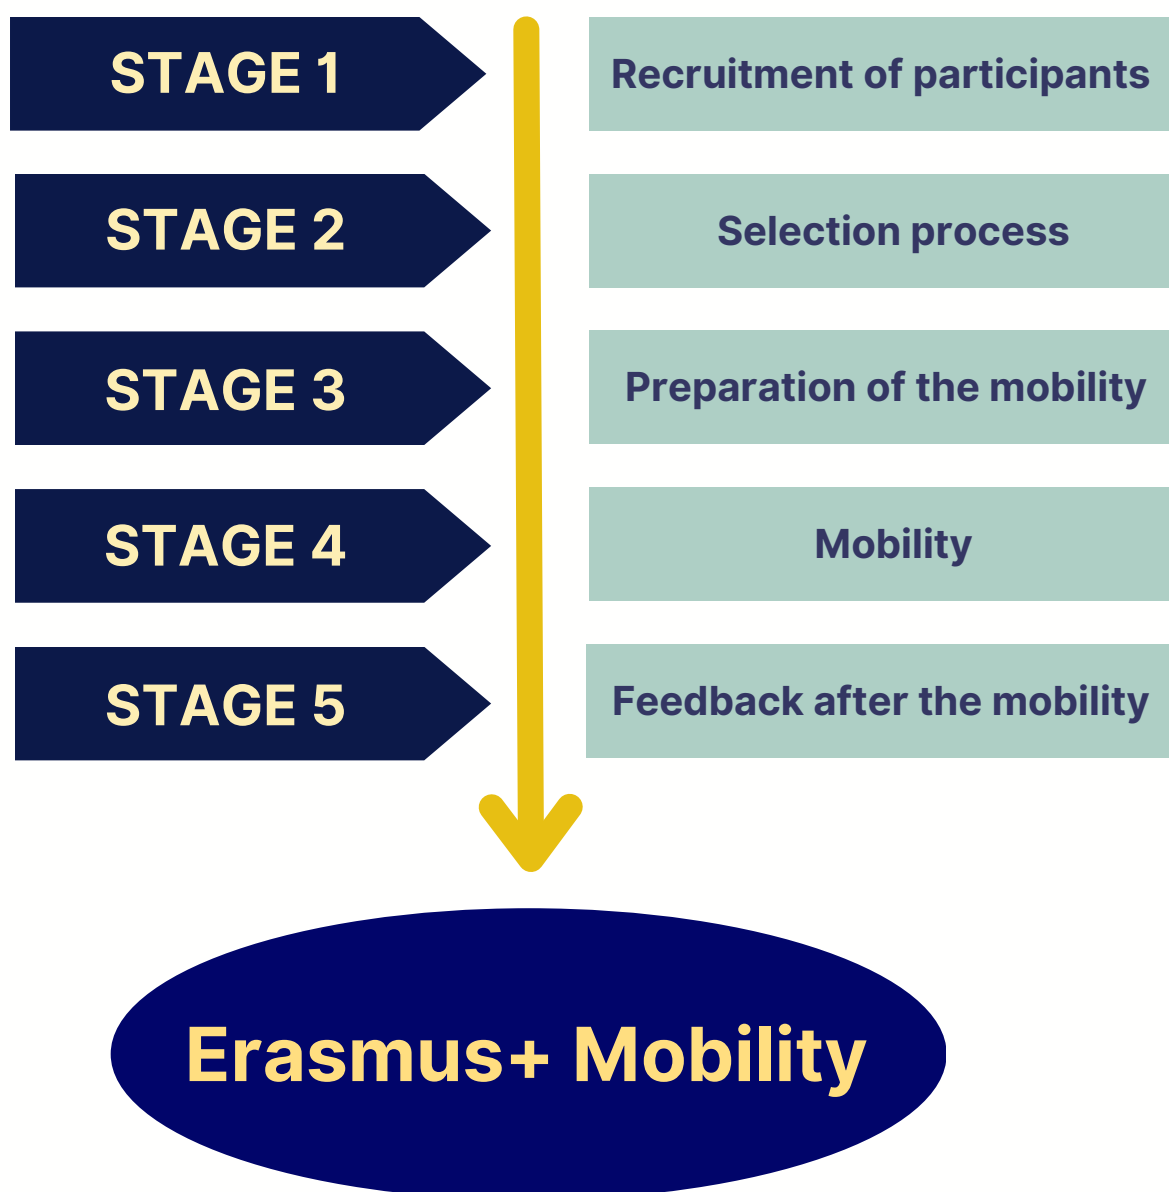 STAGE 1
Recruitment of participants
STAGE 2
Selection process
STAGE 3
Preparation of the mobility
STAGE 4
Mobility
STAGE 5
Feedback after the mobility
Erasmus+ Mobility